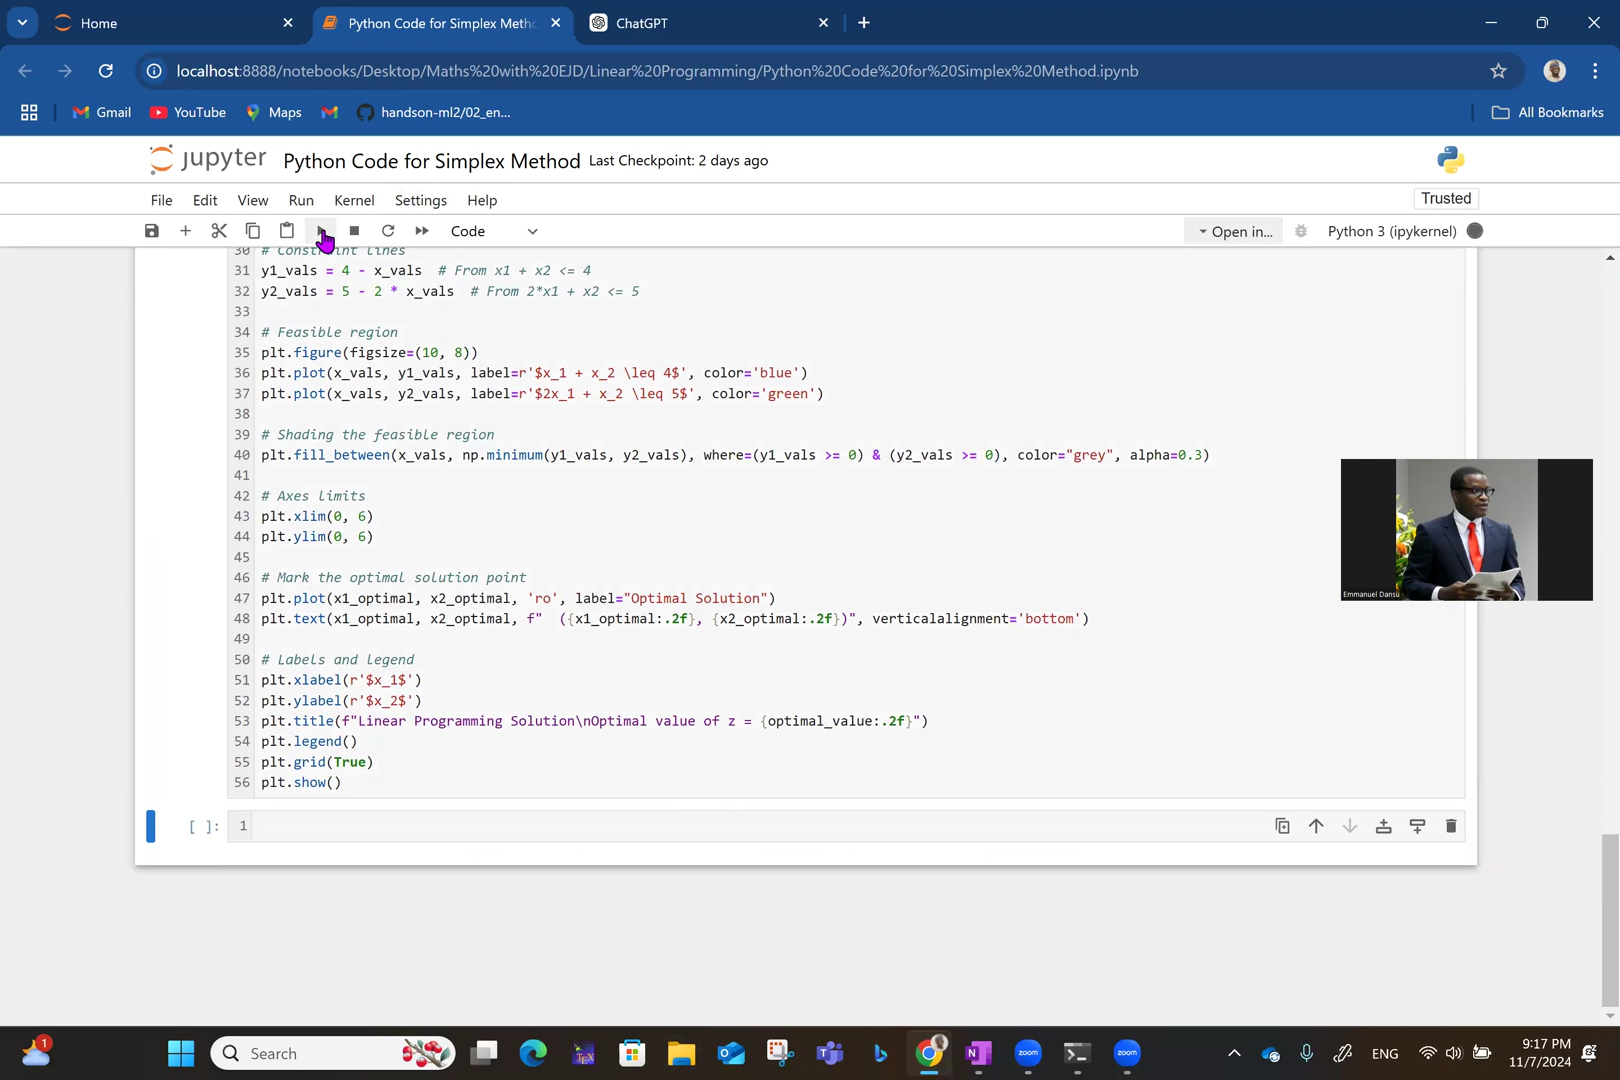 Home
Python Code for Simplex Meth
ChatGPT
localhost:8888/notebooks/Desktop/Maths%20with%20EJD/Linear%20Programming/Python%20Code%20for%20Simplex%20Method.ipynb
Gmail
YouTube
Maps
handson-ml2/02_en...
All Bookmarks
jupyter Python Code for Simplex Method Last Checkpoint: 2 days ago
File Edit View Run Kernel Settings Help
Trusted
Code
Open in...
Python 3 (ipykernel)
30 # Constraint lines
31 y1_vals = 4 - x_vals  # From x1 + x2 <= 4
32 y2_vals = 5 - 2 * x_vals  # From 2*x1 + x2 <= 5
33
34 # Feasible region
35 plt.figure(figsize=(10, 8))
36 plt.plot(x_vals, y1_vals, label=r'$x_1 + x_2 \leq 4$', color='blue')
37 plt.plot(x_vals, y2_vals, label=r'$2x_1 + x_2 \leq 5$', color='green')
38
39 # Shading the feasible region
40 plt.fill_between(x_vals, np.minimum(y1_vals, y2_vals), where=(y1_vals >= 0) & (y2_vals >= 0), color="grey", alpha=0.3)
41
42 # Axes limits
43 plt.xlim(0, 6)
44 plt.ylim(0, 6)
45
46 # Mark the optimal solution point
47 plt.plot(x1_optimal, x2_optimal, 'ro', label="Optimal Solution")
48 plt.text(x1_optimal, x2_optimal, f"  ({x1_optimal:.2f}, {x2_optimal:.2f})", verticalalignment='bottom')
49
50 # Labels and legend
51 plt.xlabel(r'$x_1$')
52 plt.ylabel(r'$x_2$')
53 plt.title(f"Linear Programming Solution\nOptimal value of z = {optimal_value:.2f}")
54 plt.legend()
55 plt.grid(True)
56 plt.show()
Emmanuel Dansu
[ ]: 1
1
Search
TEX
zoom
zoom
ENG
9:17 PM
11/7/2024